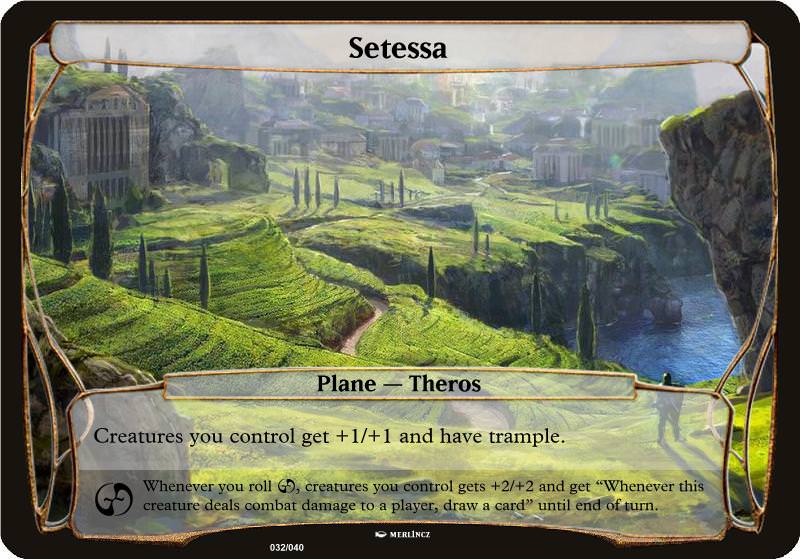 Setessa
Plane — Theros
Creatures you control get +1/+1 and have trample.
Whenever you roll , creatures you control gets +2/+2 and get “Whenever this
creature deals combat damage to a player, draw a card” until end of turn.
MERLÍNCZ
032/040